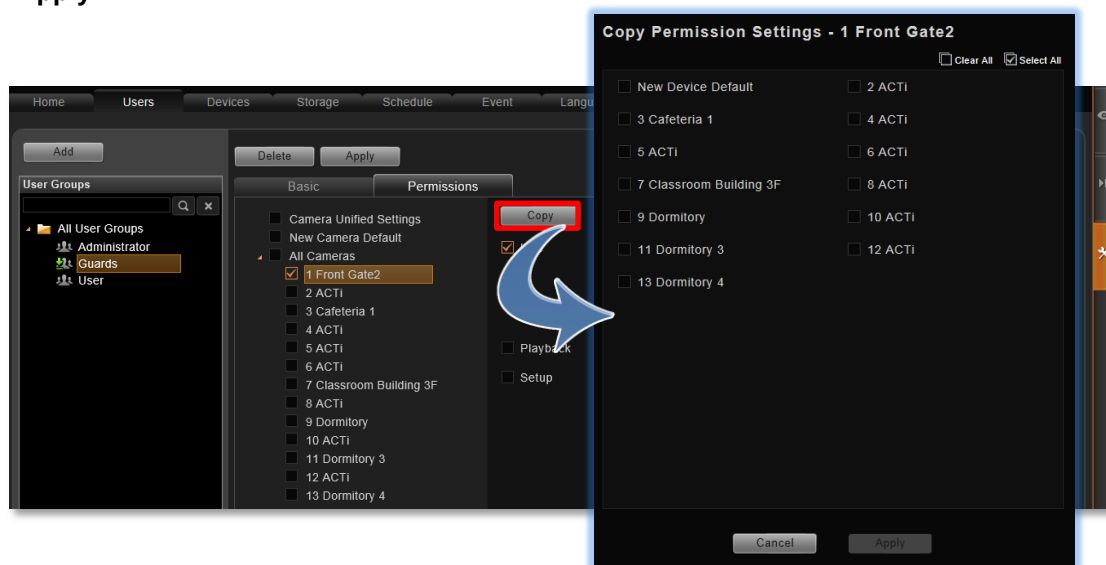 Copy Permission Settings - 1 Front Gate2
Clear All Select All
New Device Default 2 ACTi
3 Cafeteria 1 4 ACTi
5 ACTi 6 ACTi
7 Classroom Building 3F 8 ACTi
9 Dormitory 10 ACTi
11 Dormitory 3 12 ACTi
13 Dormitory 4
Cancel Apply
Home Users Devices Storage Schedule Event
Add
Delete Apply
User Groups
Basic Permissions
All User Groups
Administrator
Guards
User
Copy
Camera Unified Settings
New Camera Default
All Cameras
1 Front Gate2
2 ACTi
3 Cafeteria 1
4 ACTi
5 ACTi
6 ACTi
7 Classroom Building 3F
8 ACTi
9 Dormitory
10 ACTi
11 Dormitory 3
12 ACTi
13 Dormitory 4
Playback
Setup